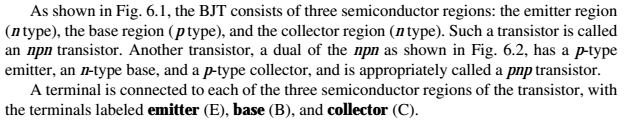 As shown in Fig. 6.1, the BJT consists of three semiconductor regions: the emitter region
(n type), the base region (p type), and the collector region (n type). Such a transistor is called
an npn transistor. Another transistor, a dual of the npn as shown in Fig. 6.2, has a p-type
emitter, an n-type base, and a p-type collector, and is appropriately called a pnp transistor.
A terminal is connected to each of the three semiconductor regions of the transistor, with
the terminals labeled emitter (E), base (B), and collector (C).